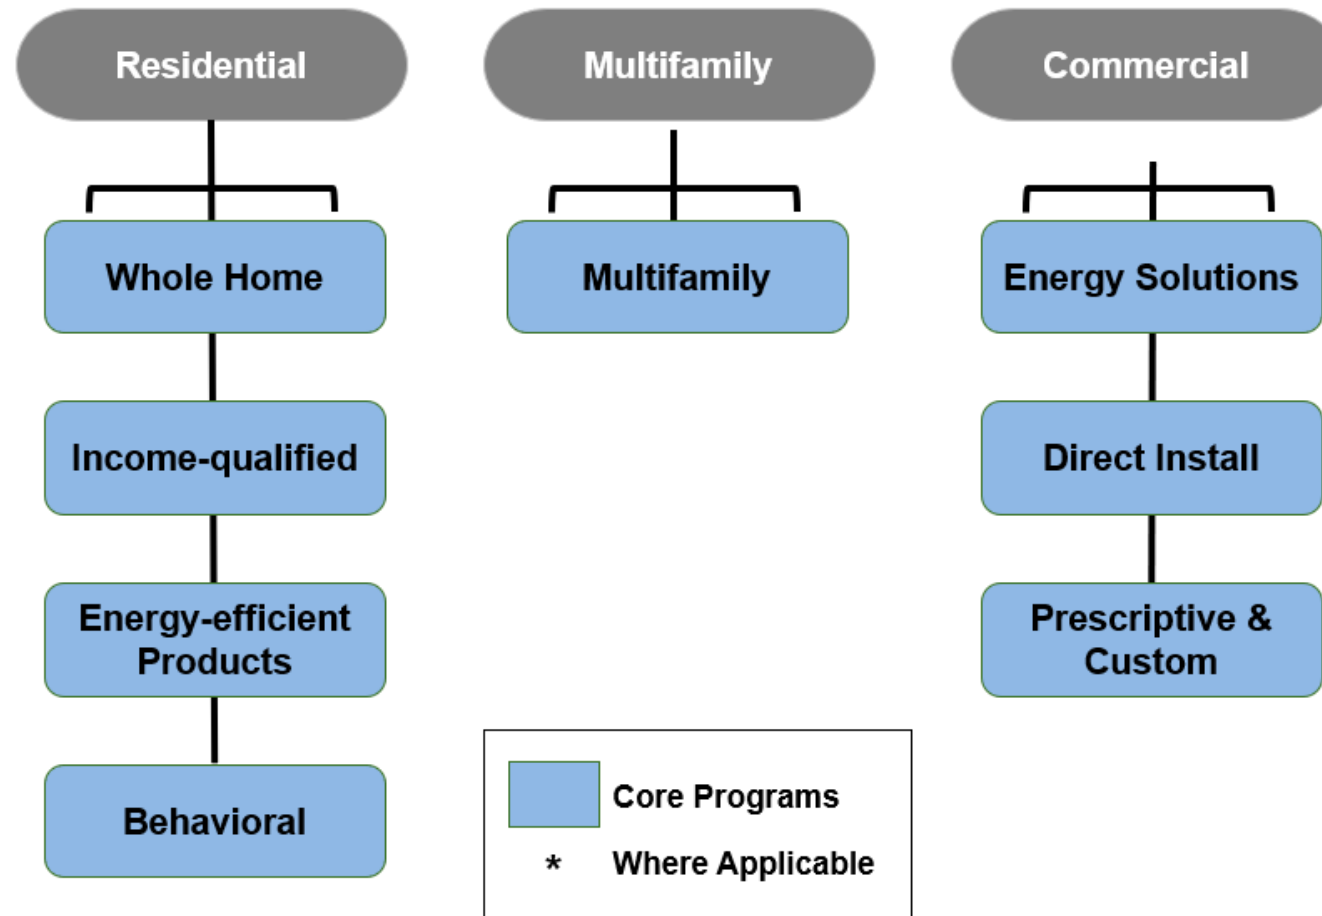 Residential
Multifamily
Commercial
Whole Home
Multifamily
Energy Solutions
Income-qualified
Direct Install
Energy-efficient
Products
Prescriptive &
Custom
Behavioral
Core Programs
* Where Applicable